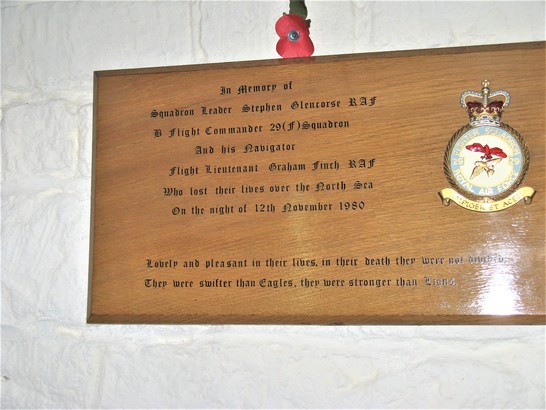 In Memory of
Squadron Leader Stephen Glencorse RAF
B Flight Commander 29(F)Squadron
And his Navigator
Flight Lieutenant Graham Finch RAF
Who lost their lives over the North Sea
On the night of 12th November 1980
Lovely and pleasant in their lives, in their death they were not divided,
They were swifter than Eagles, they were stronger than Lions
ROYAL AIR FORCE